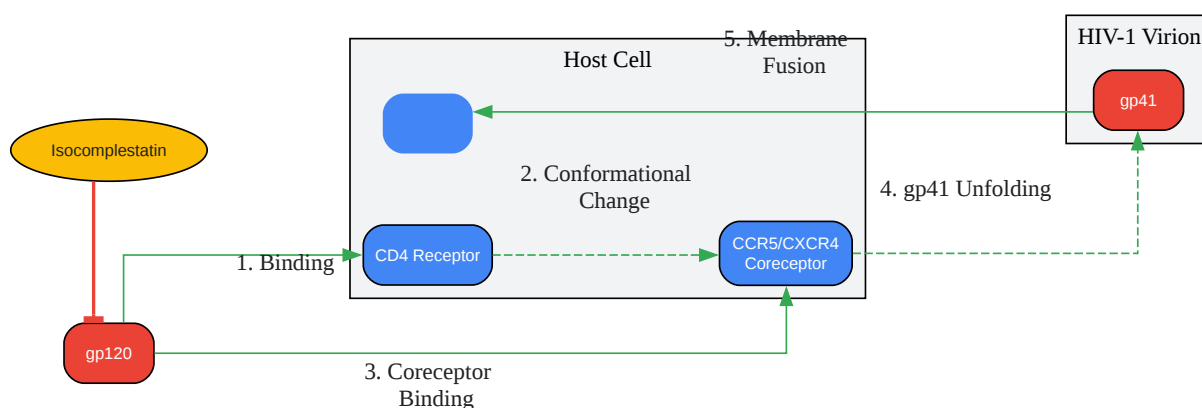 5. Membrane
Fusion
HIV-1 Virion
Host Cell
gp41
Isocomplestatin
2. Conformational
Change
4. gp41 Unfolding
CD4 Receptor
CCR5/CXCR4
Coreceptor
1. Binding
gp120
3. Coreceptor
Binding